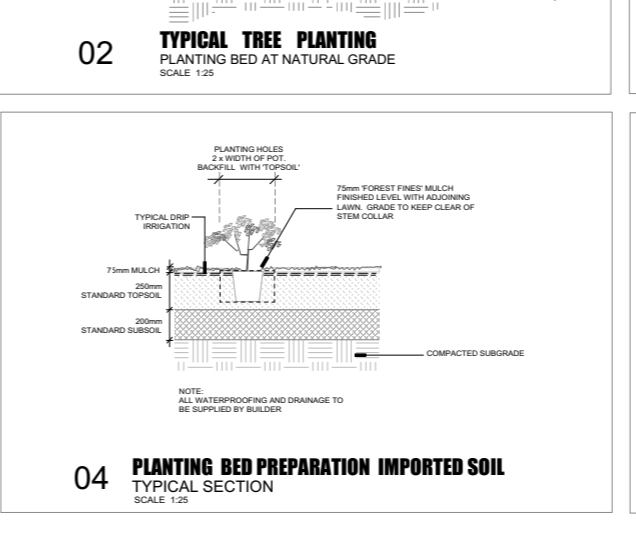 02
TYPICAL TREE PLANTING
PLANTING BED AT NATURAL GRADE
SCALE 1:25
PLANTING HOLES
2 x WIDTH OF POT.
BACKFILL WITH 'TOPSOIL'
75mm 'FOREST FINES' MULCH
FINISHED LEVEL WITH ADJOINING
LAWN. GRADE TO KEEP CLEAR OF
STEM COLLAR
TYPICAL DRIP
IRRIGATION
75mm MULCH
250mm
STANDARD TOPSOIL
200mm
STANDARD SUBSOIL
COMPACTED SUBGRADE
NOTE:
ALL WATERPROOFING AND DRAINAGE TO
BE SUPPLIED BY BUILDER
04
PLANTING BED PREPARATION IMPORTED SOIL
TYPICAL SECTION
SCALE 1:25